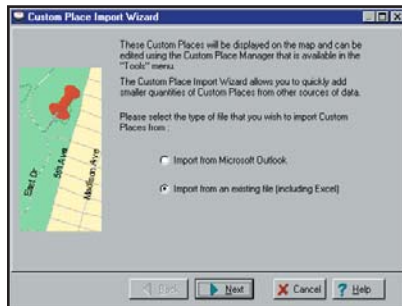 Custom Place Import Wizard
These Custom Places will be displayed on the map and can be
edited using the Custom Place Manager that is available in the
"Tools" menu.
The Custom Place Import Wizard allows you to quickly add
smaller quantities of Custom Places from other sources of data.
Please select the type of file that you wish to import Custom
Places from :
Import from Microsoft Outlook
Import from an existing file (including Excel)
East Dr
5th Ave
Madison Ave
Back
Next
Cancel
Help